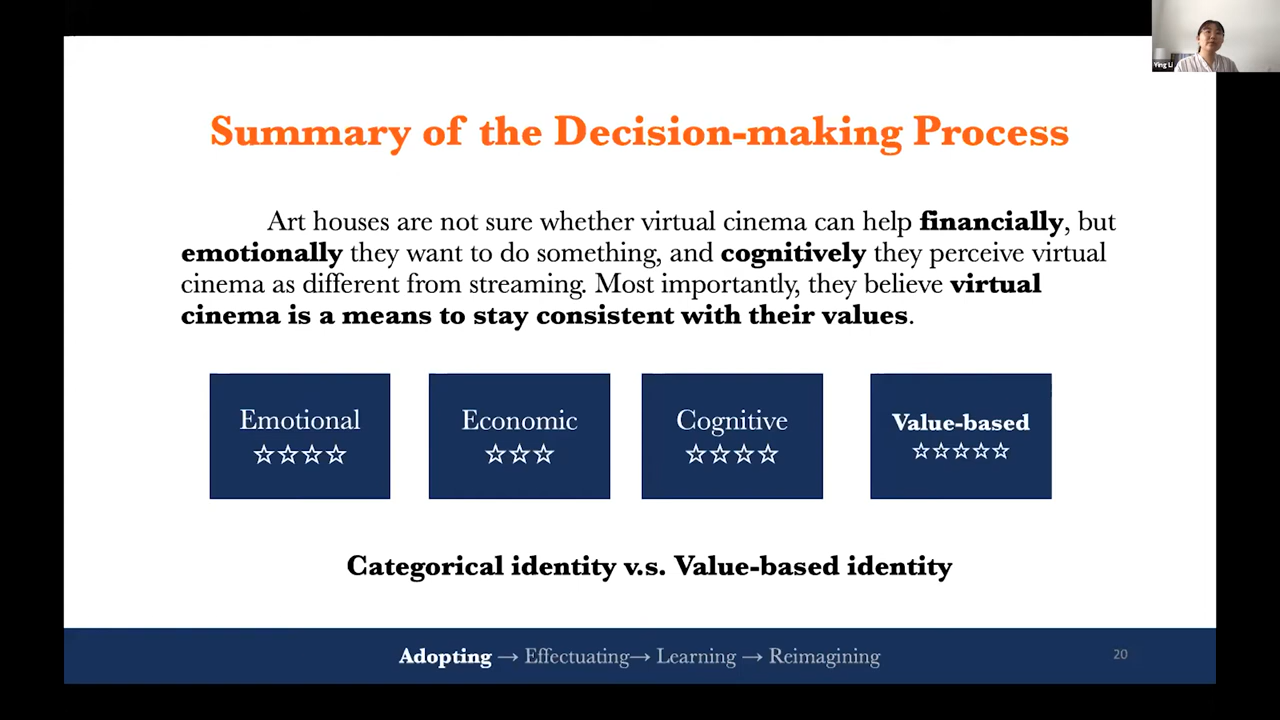 Ying Li
Summary of the Decision-making Process
Art houses are not sure whether virtual cinema can help financially, but
emotionally they want to do something, and cognitively they perceive virtual
cinema as different from streaming. Most importantly, they believe virtual
cinema is a means to stay consistent with their values.
Emotional
☆☆☆☆
Economic
☆☆☆
Cognitive
☆☆☆☆
Value-based
☆☆☆☆☆
Categorical identity v.s. Value-based identity
Adopting → Effectuating→ Learning → Reimagining
20